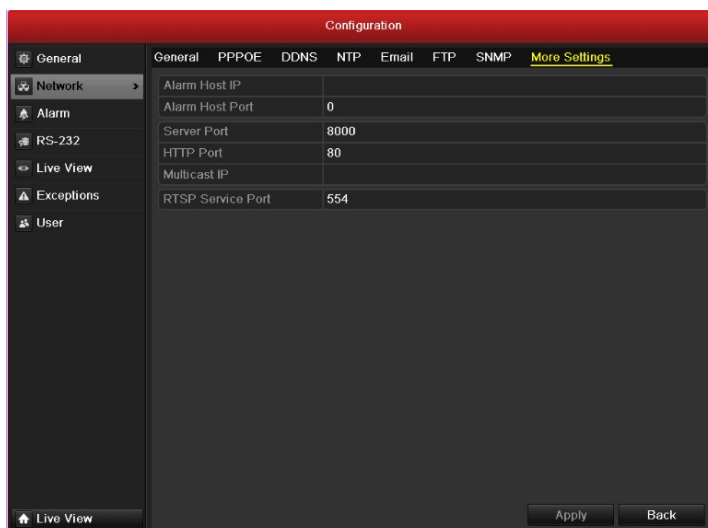 Configuration
General
Network >
Alarm
RS-232
Live View
Exceptions
User
Live View
General PPPOE DDNS NTP Email FTP SNMP More Settings
Alarm Host IP
Alarm Host Port 0
Server Port 8000
HTTP Port 80
Multicast IP
RTSP Service Port 554
Apply Back